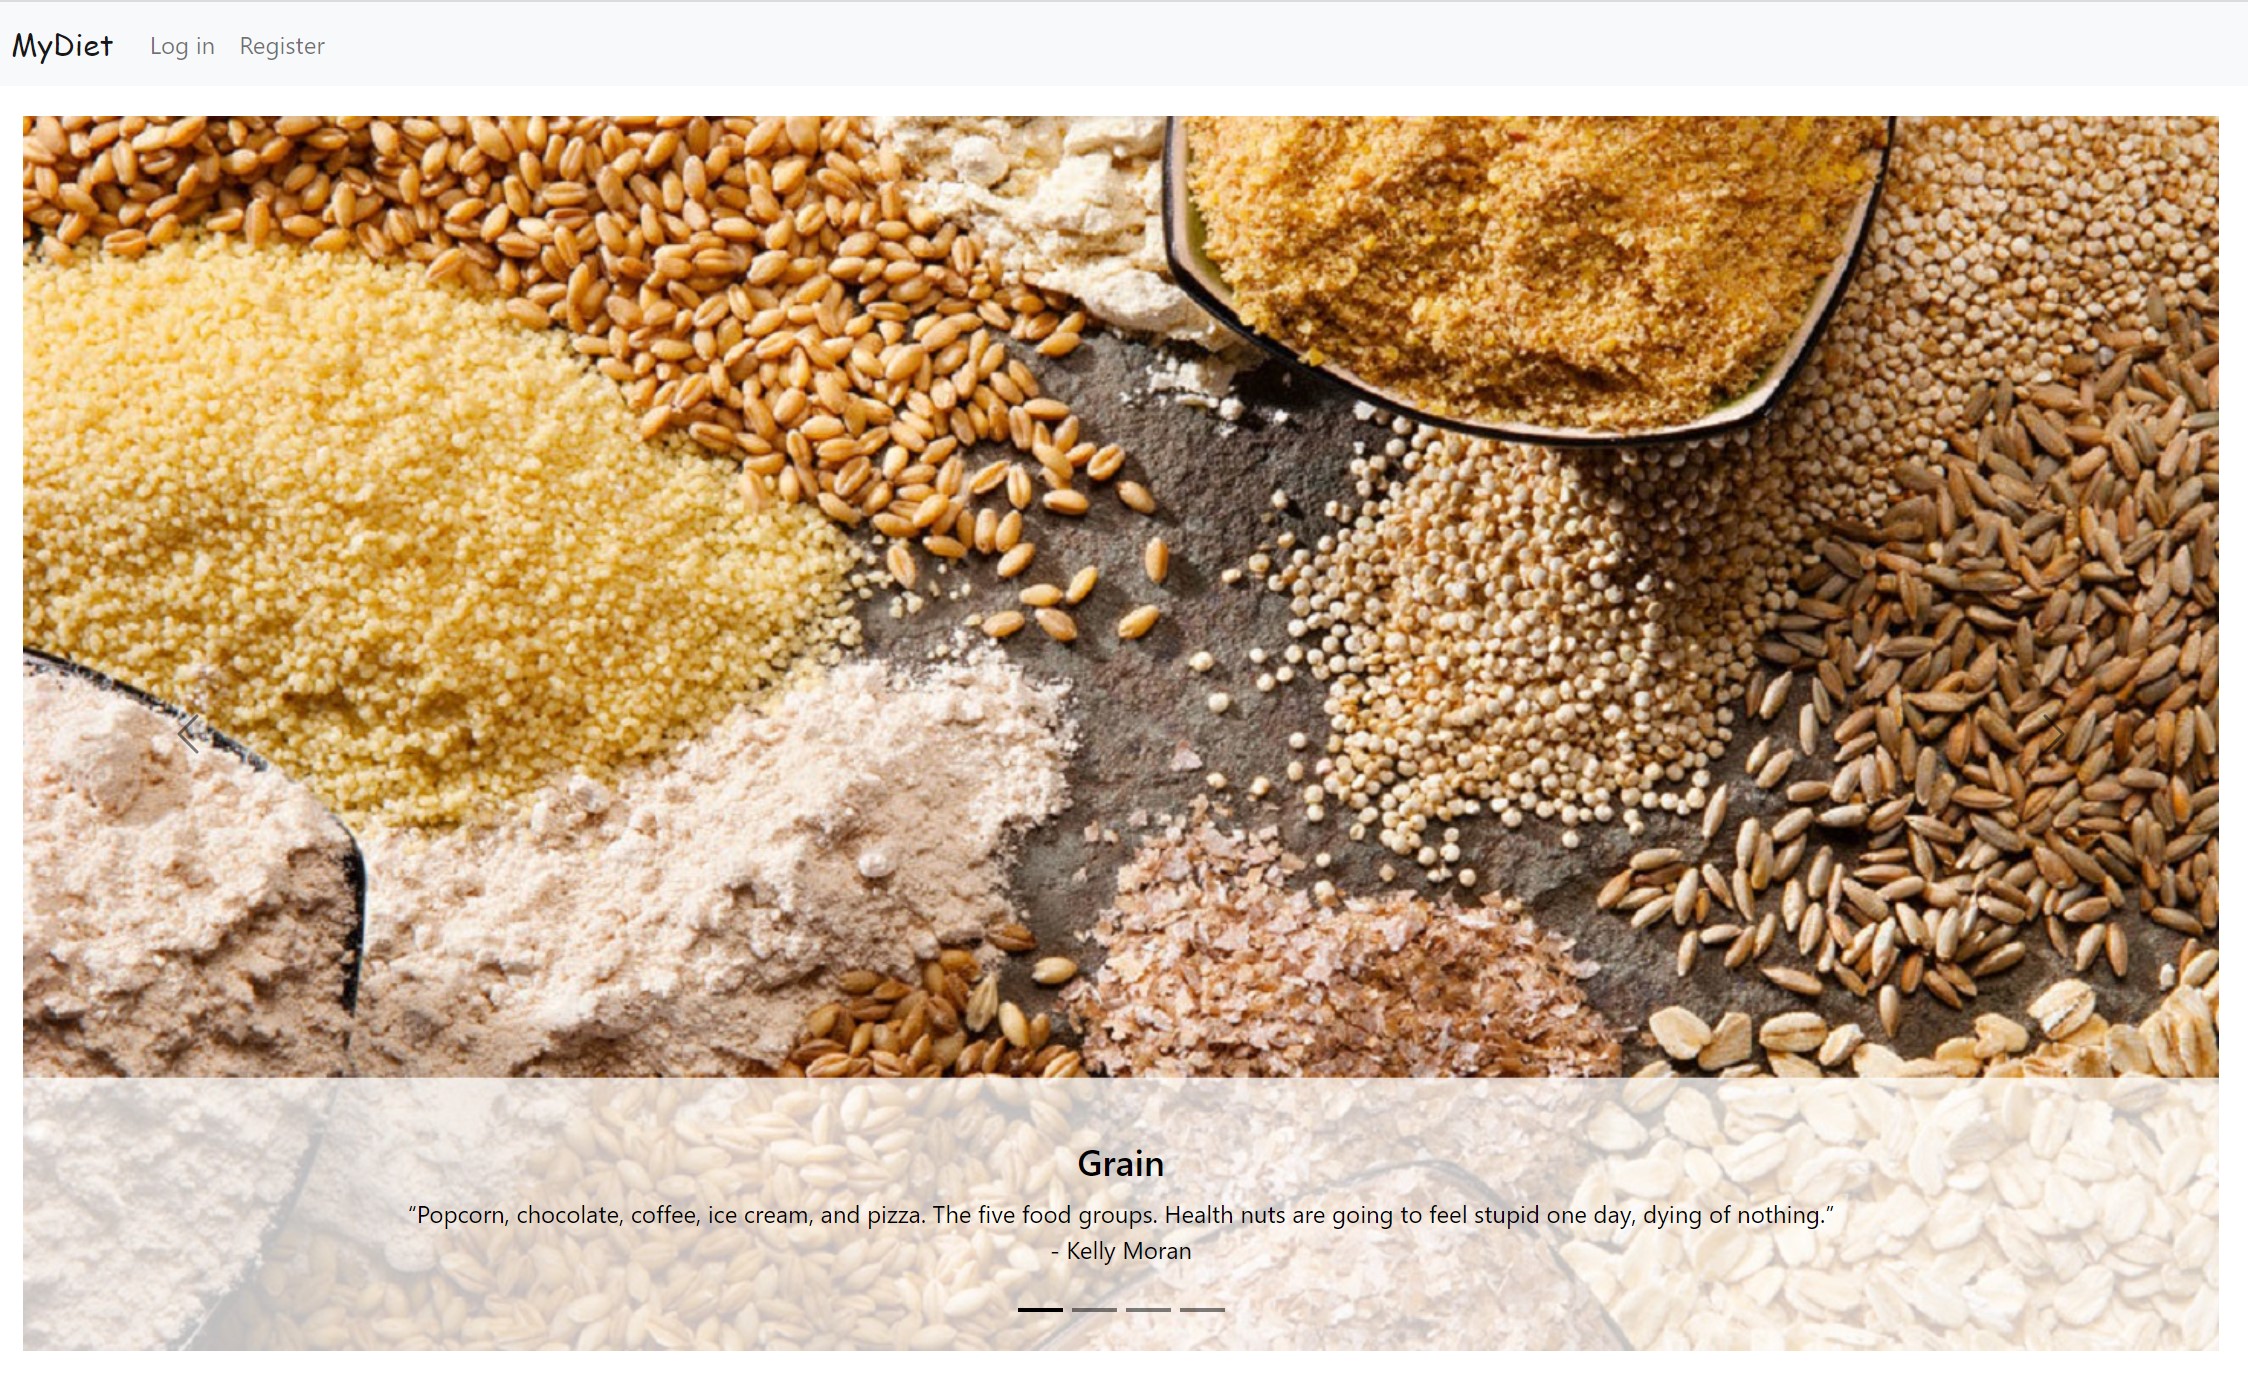 MyDiet Log in Register
Grain
“Popcorn, chocolate, coffee, ice cream, and pizza. The five food groups. Health nuts are going to feel stupid one day, dying of nothing.”
- Kelly Moran